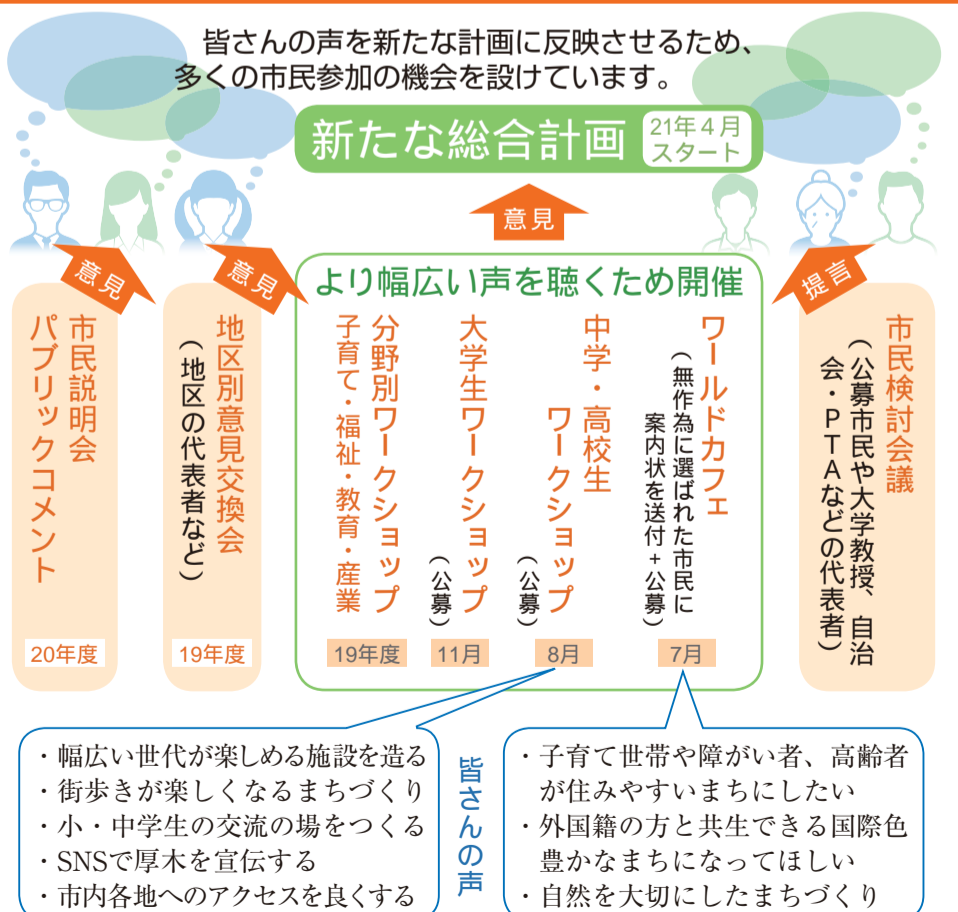 皆さんの声を新たな計画に反映させるため、
多くの市民参加の機会を設けています。
新たな総合計画
21年４月
スタート
意見
意見
意見
提言
より幅広い声を聴くため開催
市民検討会議
（公募市民や大学教授、自治
会・ＰＴＡなどの代表者）
ワールドカフェ
（無作為に選ばれた市民に
案内状を送付+公募）
7月
中学・高校生
ワークショップ
（公募）
8月
大学生ワークショップ
（公募）
11月
分野別ワークショップ
子育て・福祉・教育・産業
19年度
地区別意見交換会
（地区の代表者など）
19年度
市民説明会
パブリックコメント
20年度
皆さんの声
・幅広い世代が楽しめる施設を造る
・街歩きが楽しくなるまちづくり
・小・中学生の交流の場をつくる
・SNSで厚木を宣伝する
・市内各地へのアクセスを良くする
・子育て世帯や障がい者、高齢者
が住みやすいまちにしたい
・外国籍の方と共生できる国際色
豊かなまちになってほしい
・自然を大切にしたまちづくり